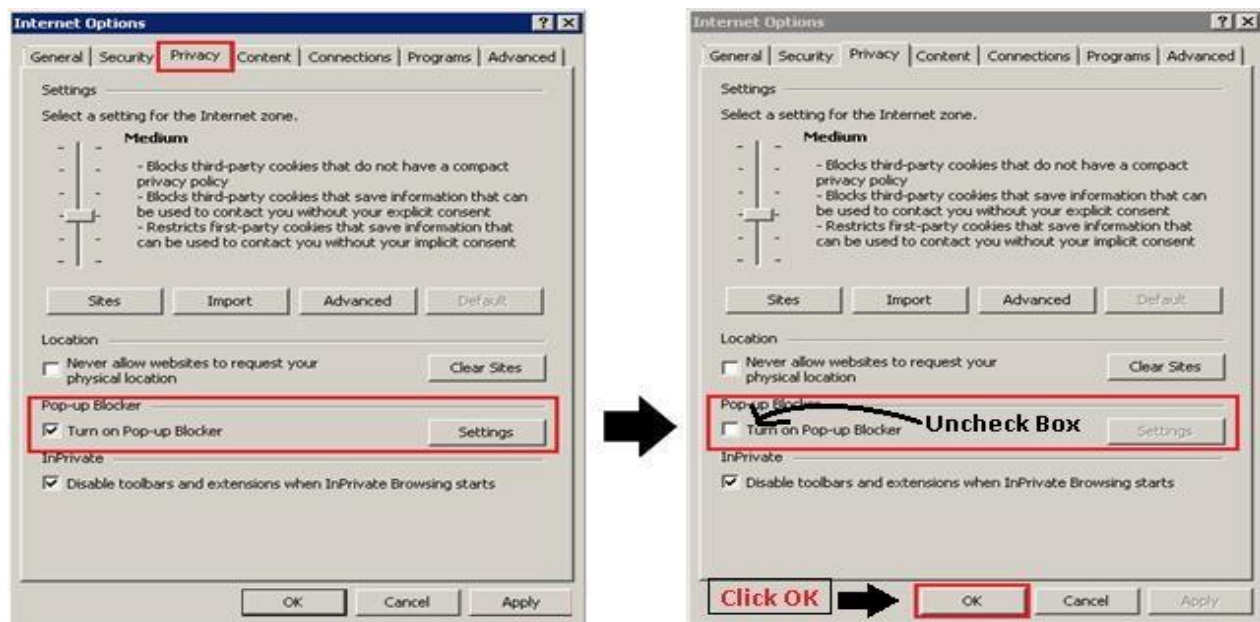 Internet Options
General Security Privacy Content Connections Programs Advanced
Settings
Select a setting for the Internet zone.
Medium
- Blocks third-party cookies that do not have a compact
privacy policy
- Blocks third-party cookies that save information that can
be used to contact you without your explicit consent
- Restricts first-party cookies that save information that
can be used to contact you without your implicit consent
Sites Import Advanced Default
Location
Never allow websites to request your
physical location
Clear Sites
Pop-up Blocker
Turn on Pop-up Blocker Settings
InPrivate
Disable toolbars and extensions when InPrivate Browsing starts
OK Cancel Apply
Internet Options
General Security Privacy Content Connections Programs Advanced
Settings
Select a setting for the Internet zone.
Medium
- Blocks third-party cookies that do not have a compact
privacy policy
- Blocks third-party cookies that save information that can
be used to contact you without your explicit consent
- Restricts first-party cookies that save information that
can be used to contact you without your implicit consent
Sites Import Advanced Default
Location
Never allow websites to request your
physical location
Clear Sites
Pop-up Blocker
Turn on Pop-up Blocker Uncheck Box Settings
InPrivate
Disable toolbars and extensions when InPrivate Browsing starts
Click OK OK Cancel Apply